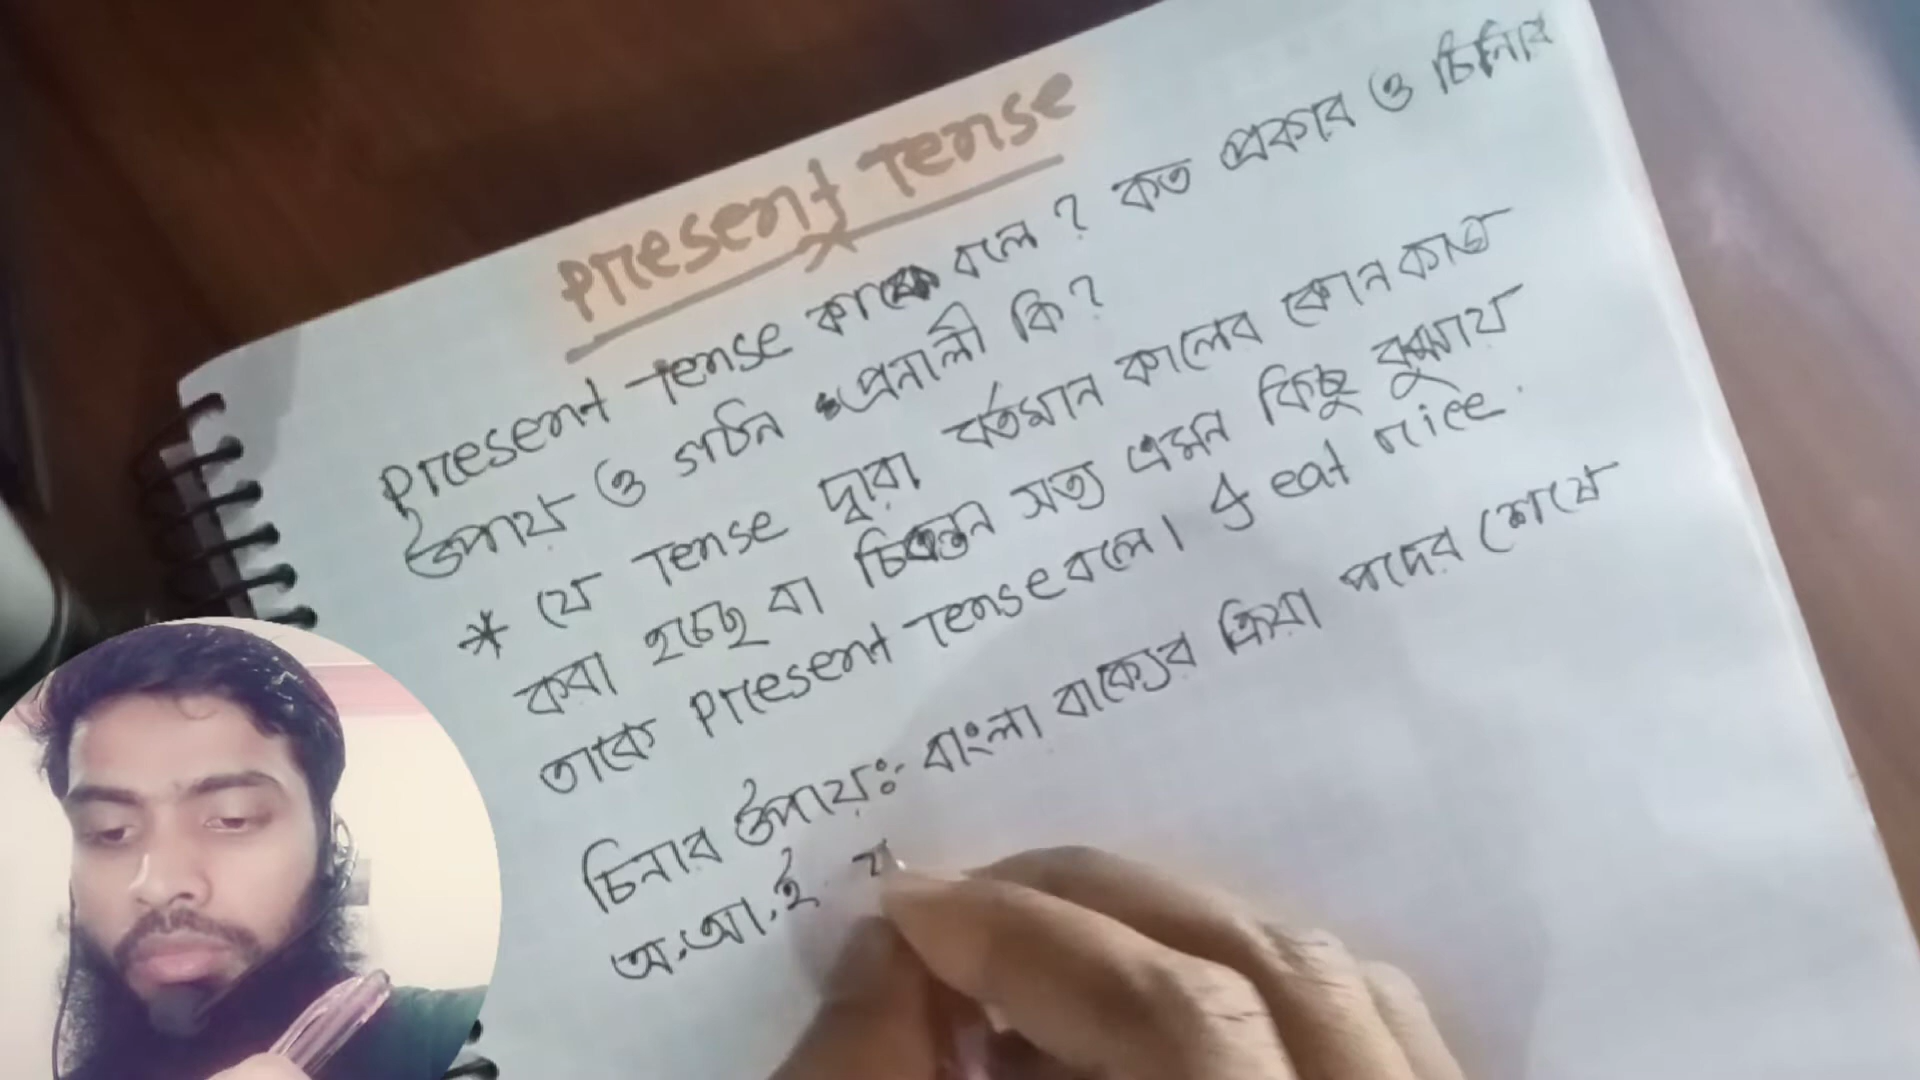 Present Tense
Present Tense কাকে বলে? কত প্রকার ও চিনার
উপায় ও গঠন প্রনালী কি?
* যে Tense দ্বারা বর্তমান কালের কোন কাজ
করা হচ্ছে বা চিরন্তন সত্য এমন কিছু বুঝায়
তাকে Present Tense বলে। I eat rice.
চিনার উপায়ঃ- বাংলা বাক্যের ক্রিয়া পদের শেষে
অ.আ.ই